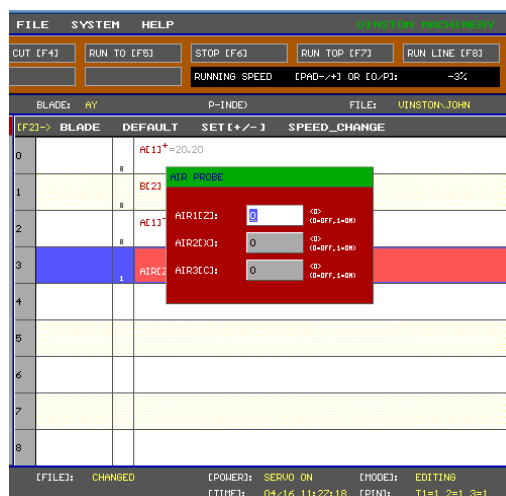 FILE SYSTEM HELP VINSTON MACHINERY
CUT [F4] RUN TO [F5] STOP [F6] RUN TOP [F7] RUN LINE [F8]
RUNNING SPEED [PAD-/+] OR [O/P]: -3%
BLADE: AY P-INDE> FILE: VINSTON\JOHN
[F2]-> BLADE DEFAULT SET[+/-] SPEED_CHANGE
0 A[1]+=20.20
8
1 B[2]
8
2 A[1]
8
3 AIR[2
1
4
5
6
7
8
AIR PROBE
AIR1[Z]: 0 <0>
(0=OFF,1=ON)
AIR2[X]: 0 <0>
(0=OFF,1=ON)
AIR3[C]: 0 <0>
(0=OFF,1=ON)
[FILE]: CHANGED [POWER]: SERVO ON [MODE]: EDITING
[TIME]: 04/16 11:27:18 [PIN]: T1=1 2=1 3=1